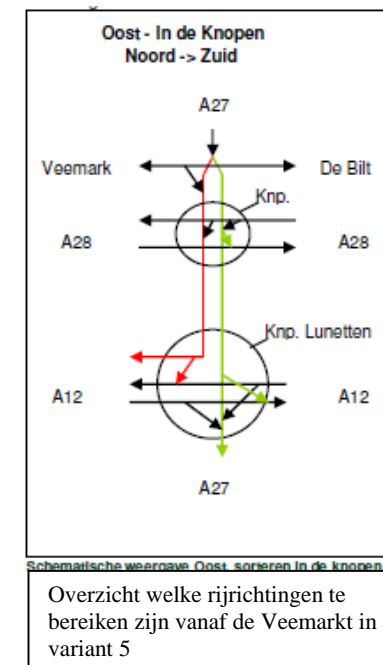 Oost - In de Knopen
Noord -> Zuid
A27
Veemark
De Bilt
Knp.
A28
A28
Knp. Lunetten
A12
A12
A27
Schematische weergave Oost, sorteren in de knopen
Overzicht welke rijrichtingen te
bereiken zijn vanaf de Veemarkt in
variant 5